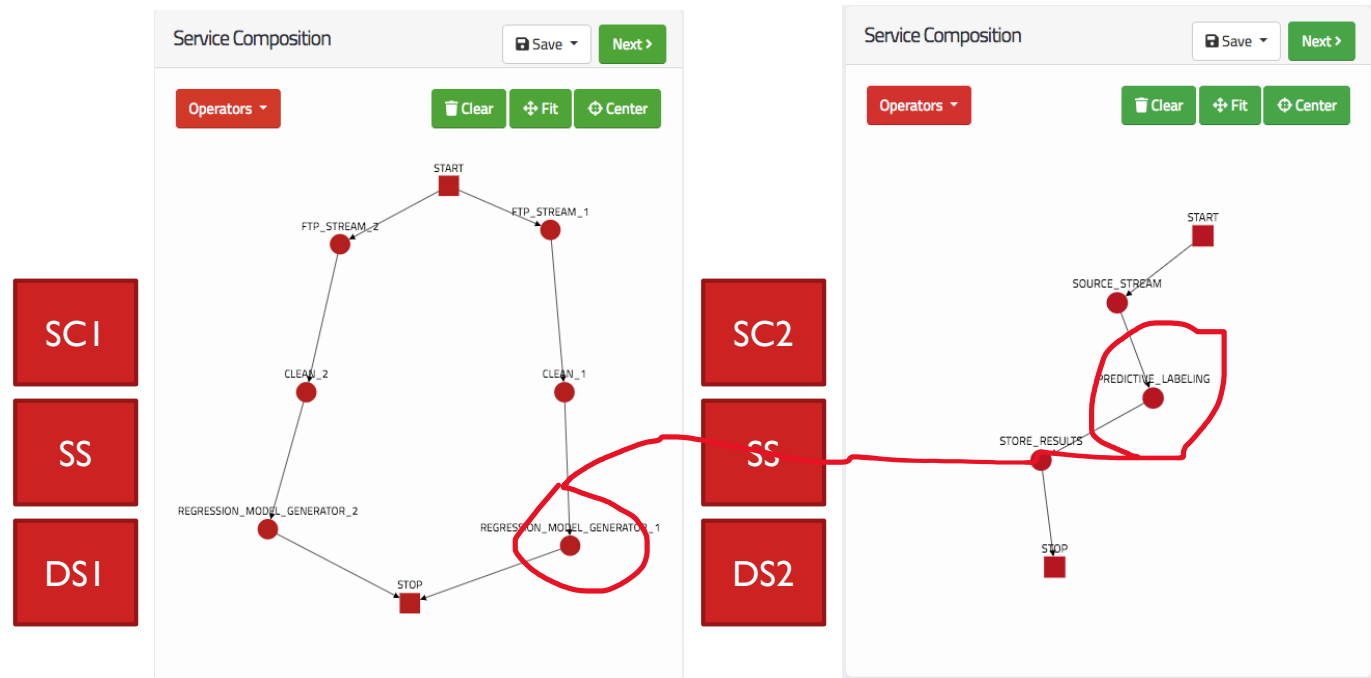 Service Composition
Save
Next >
Operators
Clear
Fit
Center
START
FTP_STREAM_1
FTP_STREAM_2
CLEAN_2
CLEAN_1
REGRESSION_MODEL_GENERATOR_2
REGRESSION_MODEL_GENERATOR_1
STOP
SC1
SS
DS1
SC2
SS
DS2
Service Composition
Save
Next >
Operators
Clear
Fit
Center
START
SOURCE_STREAM
PREDICTIVE_LABELING
STORE_RESULTS
STOP